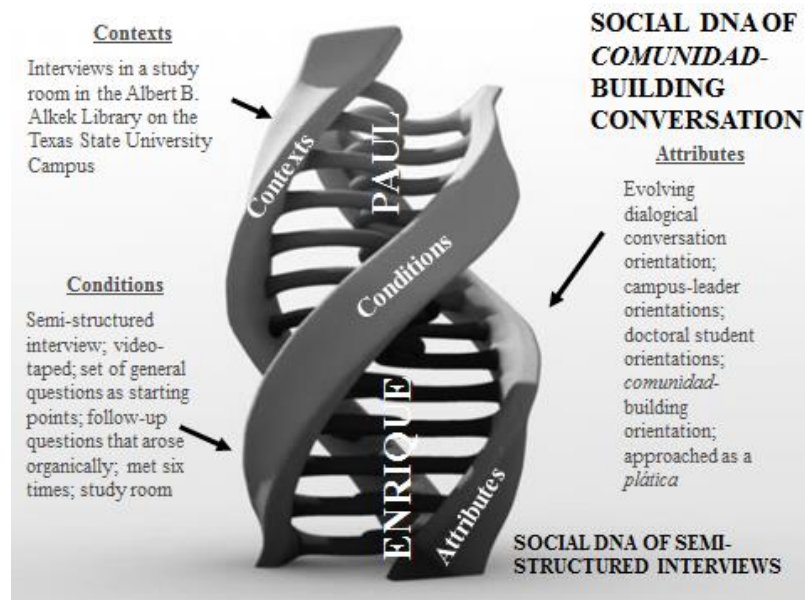 Contexts
Interviews in a study
room in the Albert B.
Alkek Library on the
Texas State University
Campus
SOCIAL DNA OF
COMUNIDAD-
BUILDING
CONVERSATION
Attributes
Evolving
dialogical
conversation
orientation;
campus-leader
orientations;
doctoral student
orientations;
comunidad-
building
orientation;
approached as a
plática
Conditions
Semi-structured
interview; video-
taped; set of general
questions as starting
points; follow-up
questions that arose
organically; met six
times; study room
Contexts
PAUL
Conditions
ENRIQUE
Attributes
SOCIAL DNA OF SEMI-
STRUCTURED INTERVIEWS